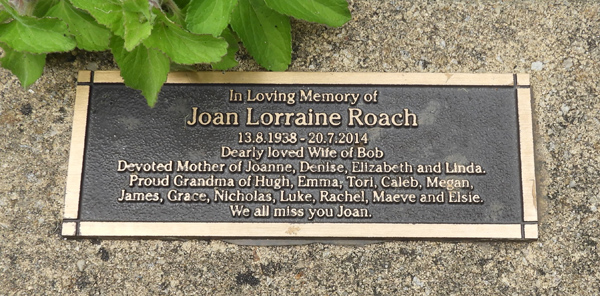 In Loving Memory of
Joan Lorraine Roach
13.8.1938 - 20.7.2014
Dearly loved Wife of Bob
Devoted Mother of Joanne, Denise, Elizabeth and Linda.
Proud Grandma of Hugh, Emma, Tori, Caleb, Megan,
James, Grace, Nicholas, Luke, Rachel, Maeve and Elsie.
We all miss you Joan.